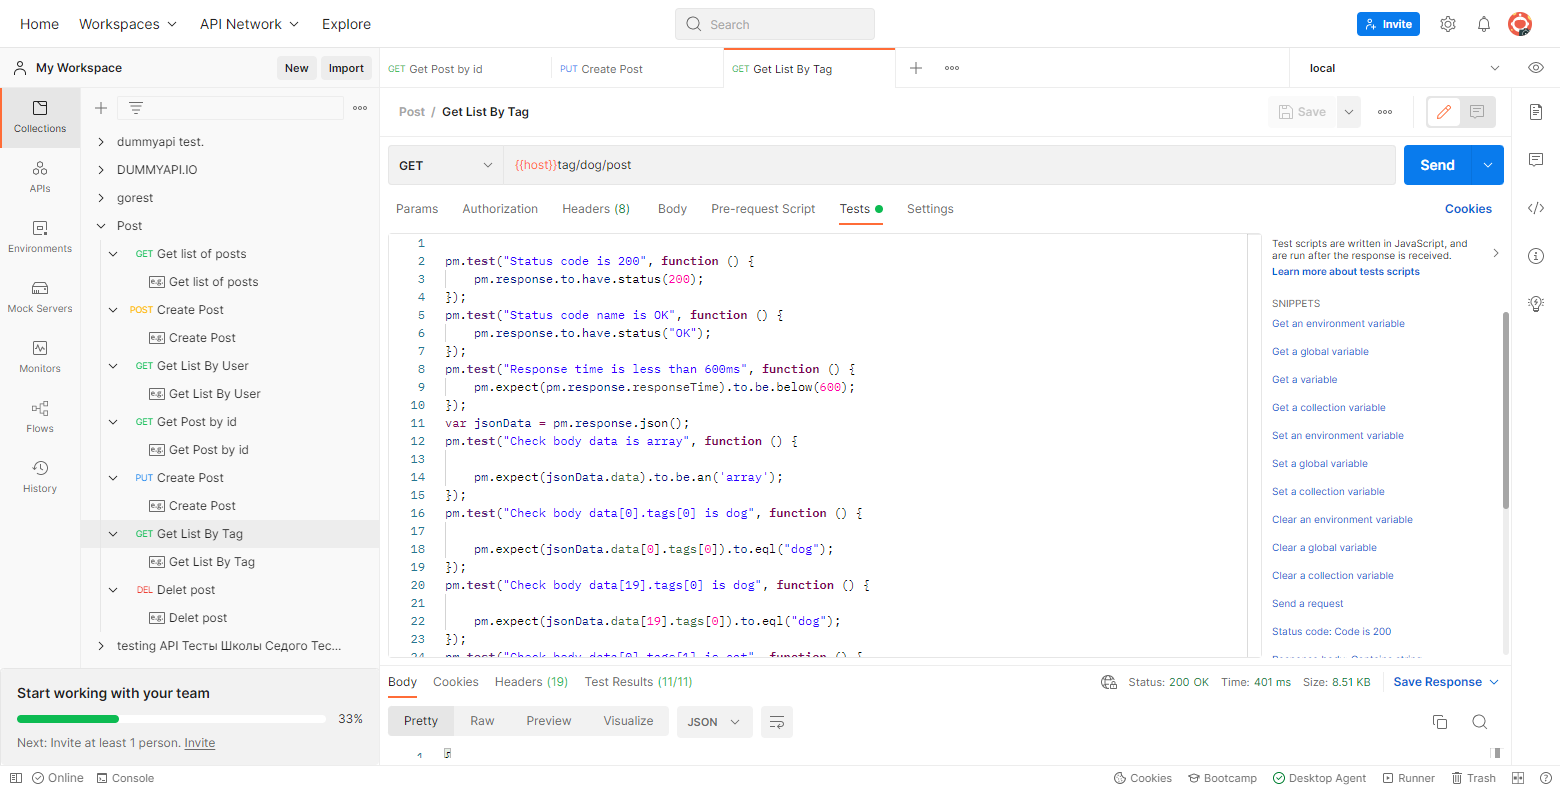 Home Workspaces API Network Explore Search Invite
My Workspace New Import GET Get Post by id PUT Create Post GET Get List By Tag local
Collections
APIs
Environments
Mock Servers
Monitors
Flows
History
dummyapi test.
DUMMYAPI.IO
gorest
Post
GET Get list of posts
e.g. Get list of posts
POST Create Post
e.g. Create Post
GET Get List By User
e.g. Get List By User
GET Get Post by id
e.g. Get Post by id
PUT Create Post
e.g. Create Post
GET Get List By Tag
e.g. Get List By Tag
DEL Delet post
e.g. Delet post
testing API Тесты Школы Седого Тес...
Start working with your team
33%
Next: Invite at least 1 person. Invite
Post / Get List By Tag Save
GET {{host}}tag/dog/post Send
Params Authorization Headers (8) Body Pre-request Script Tests Settings Cookies
1
2 pm.test("Status code is 200", function () {
3 pm.response.to.have.status(200);
4 });
5 pm.test("Status code name is OK", function () {
6 pm.response.to.have.status("OK");
7 });
8 pm.test("Response time is less than 600ms", function () {
9 pm.expect(pm.response.responseTime).to.be.below(600);
10 });
11 var jsonData = pm.response.json();
12 pm.test("Check body data is array", function () {
13
14 pm.expect(jsonData.data).to.be.an('array');
15 });
16 pm.test("Check body data[0].tags[0] is dog", function () {
17
18 pm.expect(jsonData.data[0].tags[0]).to.eql("dog");
19 });
20 pm.test("Check body data[19].tags[0] is dog", function () {
21
22 pm.expect(jsonData.data[19].tags[0]).to.eql("dog");
23 });
24 pm.test("Check body data[0].tags[1] is cat", function () {
Test scripts are written in JavaScript, and
are run after the response is received.
Learn more about tests scripts
SNIPPETS
Get an environment variable
Get a global variable
Get a variable
Get a collection variable
Set an environment variable
Set a global variable
Set a collection variable
Clear an environment variable
Clear a global variable
Clear a collection variable
Send a request
Status code: Code is 200
Response body: Contains string
Body Cookies Headers (19) Test Results (11/11) Status: 200 OK Time: 401 ms Size: 8.51 KB Save Response
Pretty Raw Preview Visualize JSON
1 {
Online Console Cookies Bootcamp Desktop Agent Runner Trash